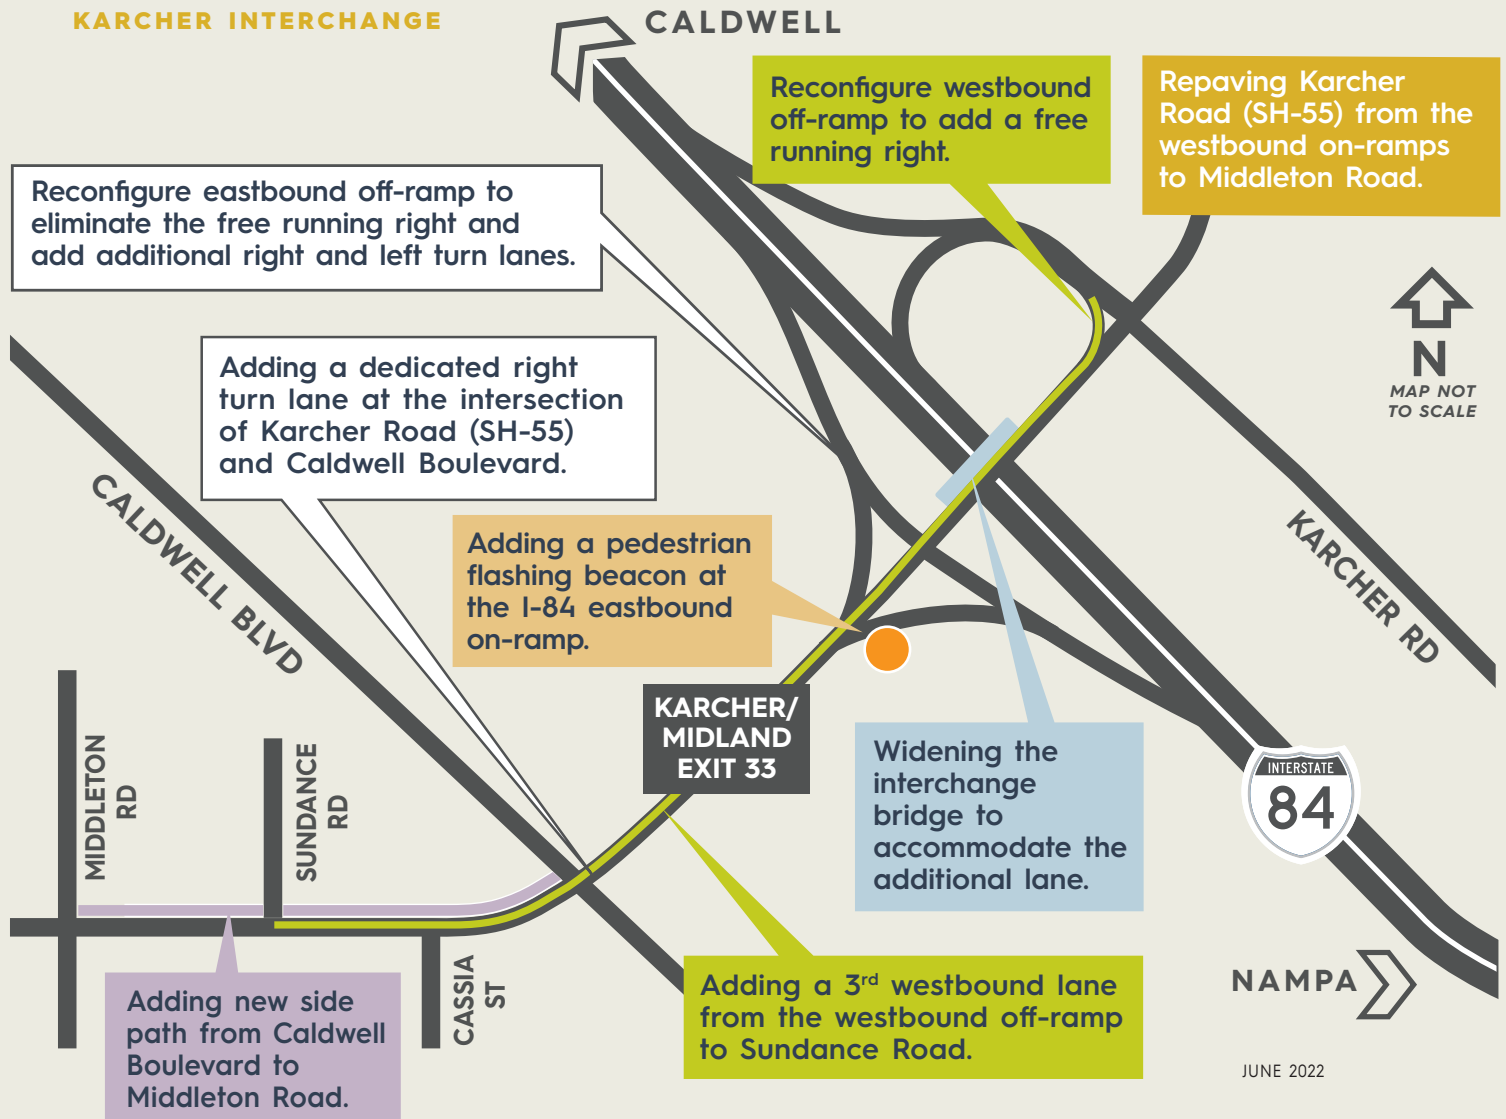 KARCHER INTERCHANGE
CALDWELL
Reconfigure westbound
off-ramp to add a free
running right.
Repaving Karcher
Road (SH-55) from the
westbound on-ramps
to Middleton Road.
Reconfigure eastbound off-ramp to
eliminate the free running right and
add additional right and left turn lanes.
N
MAP NOT
TO SCALE
Adding a dedicated right
turn lane at the intersection
of Karcher Road (SH-55)
and Caldwell Boulevard.
CALDWELL BLVD
Adding a pedestrian
flashing beacon at
the I-84 eastbound
on-ramp.
KARCHER RD
KARCHER/
MIDLAND
EXIT 33
MIDDLETON
RD
SUNDANCE
RD
Widening the
interchange
bridge to
accommodate the
additional lane.
INTERSTATE
84
CASSIA
ST
Adding new side
path from Caldwell
Boulevard to
Middleton Road.
Adding a 3rd westbound lane
from the westbound off-ramp
to Sundance Road.
NAMPA
JUNE 2022